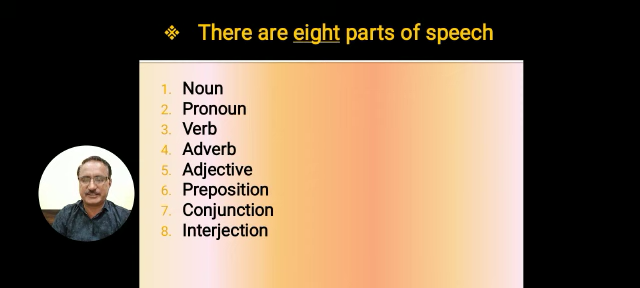 ❖ There are eight parts of speech
1. Noun
2. Pronoun
3. Verb
4. Adverb
5. Adjective
6. Preposition
7. Conjunction
8. Interjection